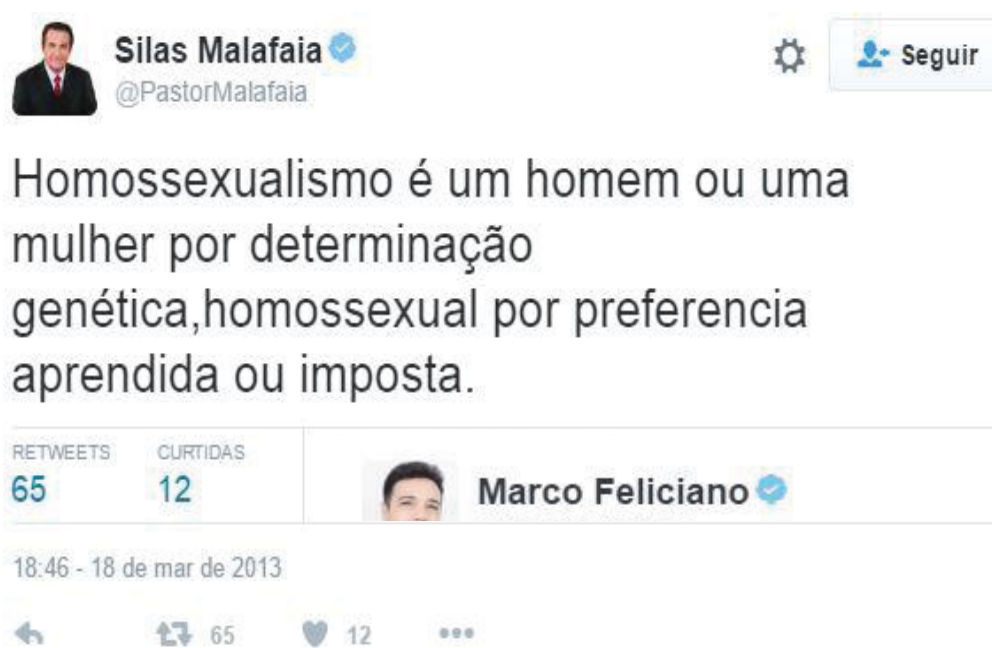 Silas Malafaia
Seguir
@PastorMalafaia
Homossexualismo é um homem ou uma
mulher por determinação
genética,homossexual por preferencia
aprendida ou imposta.
RETWEETS CURTIDAS
65 12
Marco Feliciano
18:46 - 18 de mar de 2013
65 12